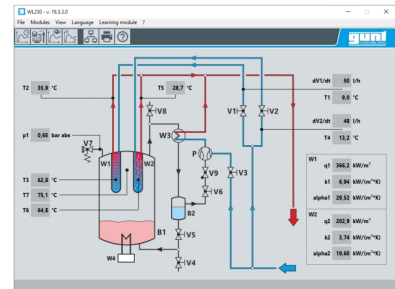 WL230 - v. 10.3.3.0
File Modules View Language Learning module ?
gunt
T2 35,9 °C
T5 28,7 °C
dV1/dt 50 l/h
T1 9,0 °C
dV2/dt 48 l/h
T4 13,2 °C
p1 0,65 bar abs
V7
V8
V1
V2
W3
P
V3
W1
W2
V9
V6
T3 62,8 °C
T7 75,1 °C
T6 64,8 °C
B2
B1
V5
V4
W4
W1
q1 366,2 kW/m²
k1 6,94 kW/(m²*K)
alpha1 29,52 kW/(m²*K)
W2
q2 202,9 kW/m²
k2 3,74 kW/(m²*K)
alpha2 19,60 kW/(m²*K)